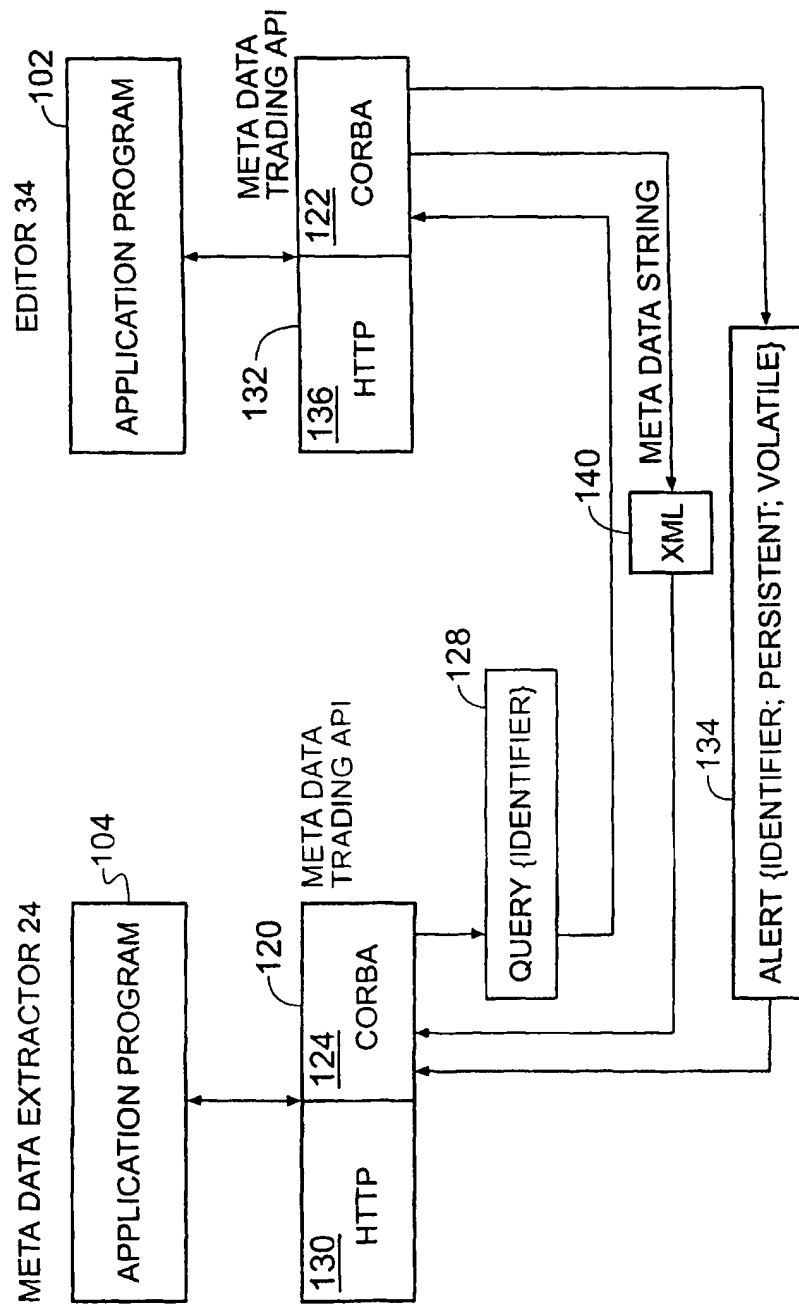 META DATA EXTRACTOR 24
104
APPLICATION PROGRAM
120
META DATA
TRADING API
130
HTTP
124
CORBA
128
QUERY {IDENTIFIER}
EDITOR 34
102
APPLICATION PROGRAM
132
META DATA
TRADING API
136
HTTP
122
CORBA
140
XML
META DATA STRING
134
ALERT {IDENTIFIER; PERSISTENT; VOLATILE}